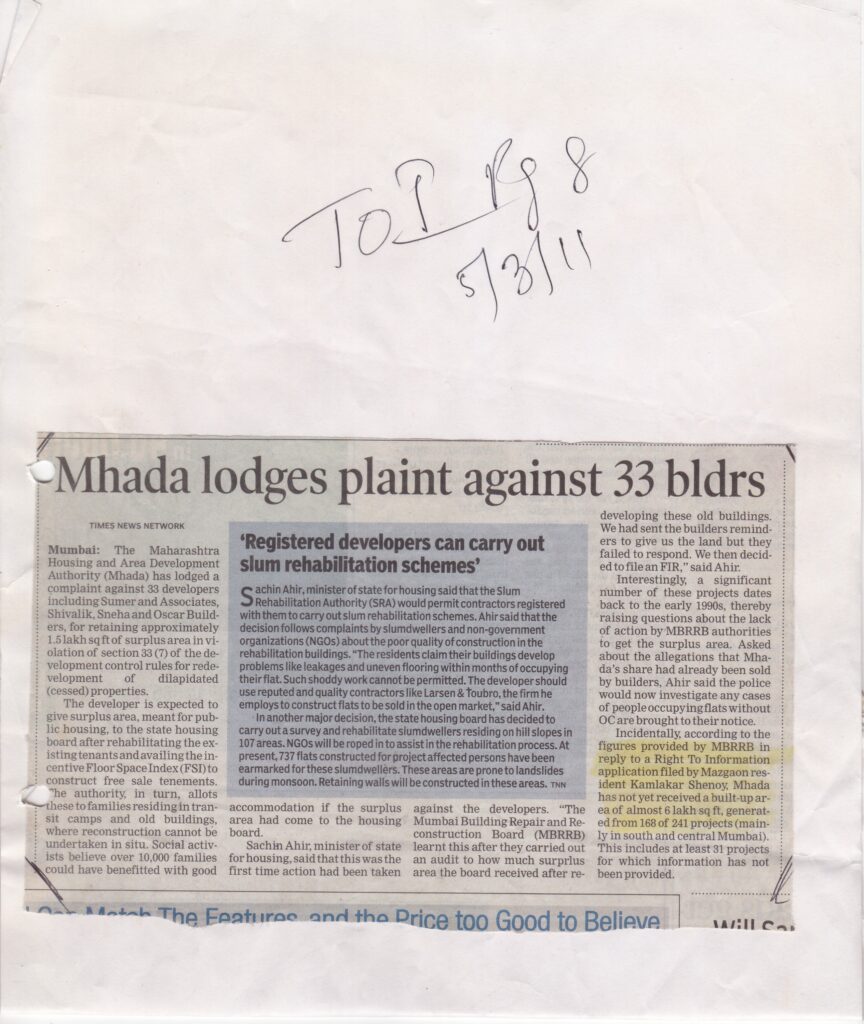 TOI Pg 8
5/3/11
Mhada lodges plaint against 33 bldrs
TIMES NEWS NETWORK
Mumbai: The Maharashtra
Housing and Area Development
Authority (Mhada) has lodged a
complaint against 33 developers
including Sumer and Associates,
Shivalik, Sneha and Oscar Build-
ers, for retaining approximately
1.5 lakh sq ft of surplus area in vi-
olation of section 33 (7) of the de-
velopment control rules for rede-
velopment of dilapidated
(cessed) properties.
The developer is expected to
give surplus area, meant for pub-
lic housing, to the state housing
board after rehabilitating the ex-
isting tenants and availing the in-
centive Floor Space Index (FSI) to
construct free sale tenements.
The authority, in turn, allots
these to families residing in tran-
sit camps and old buildings,
where reconstruction cannot be
undertaken in situ. Social activ-
ists believe over 10,000 families
could have benefitted with good
accommodation if the surplus
area had come to the housing
board.
Sachin Ahir, minister of state
for housing, said that this was the
first time action had been taken
against the developers. “The
Mumbai Building Repair and Re-
construction Board (MBRRB)
learnt this after they carried out
an audit to how much surplus
area the board received after re-
developing these old buildings.
We had sent the builders remind-
ers to give us the land but they
failed to respond. We then decid-
ed to file an FIR,” said Ahir.
Interestingly, a significant
number of these projects dates
back to the early 1990s, thereby
raising questions about the lack
of action by MBRRB authorities
to get the surplus area. Asked
about the allegations that Mha-
da’s share had already been sold
by builders, Ahir said the police
would now investigate any cases
of people occupying flats without
OC are brought to their notice.
Incidentally, according to the
figures provided by MBRRB in
reply to a Right To Information
application filed by Mazgaon res-
ident Kamlakar Shenoy, Mhada
has not yet received a built-up ar-
ea of almost 6 lakh sq ft, generat-
ed from 168 of 241 projects (main-
ly in south and central Mumbai).
This includes at least 31 projects
for which information has not
been provided.
‘Registered developers can carry out
slum rehabilitation schemes’
Sachin Ahir, minister of state for housing said that the Slum
Rehabilitation Authority (SRA) would permit contractors registered
with them to carry out slum rehabilitation schemes. Ahir said that the
decision follows complaints by slumdwellers and non-government
organizations (NGOs) about the poor quality of construction in the
rehabilitation buildings. “The residents claim their buildings develop
problems like leakages and uneven flooring within months of occupying
their flat. Such shoddy work cannot be permitted. The developer should
use reputed and quality contractors like Larsen & Toubro, the firm he
employs to construct flats to be sold in the open market,” said Ahir.
In another major decision, the state housing board has decided to
carry out a survey and rehabilitate slumdwellers residing on hill slopes in
107 areas. NGOs will be roped in to assist in the rehabilitation process. At
present, 737 flats constructed for project affected persons have been
earmarked for these slumdwellers. These areas are prone to landslides
during monsoon. Retaining walls will be constructed in these areas. TNN
Match The Features, and the Price too Good to Believe
Will